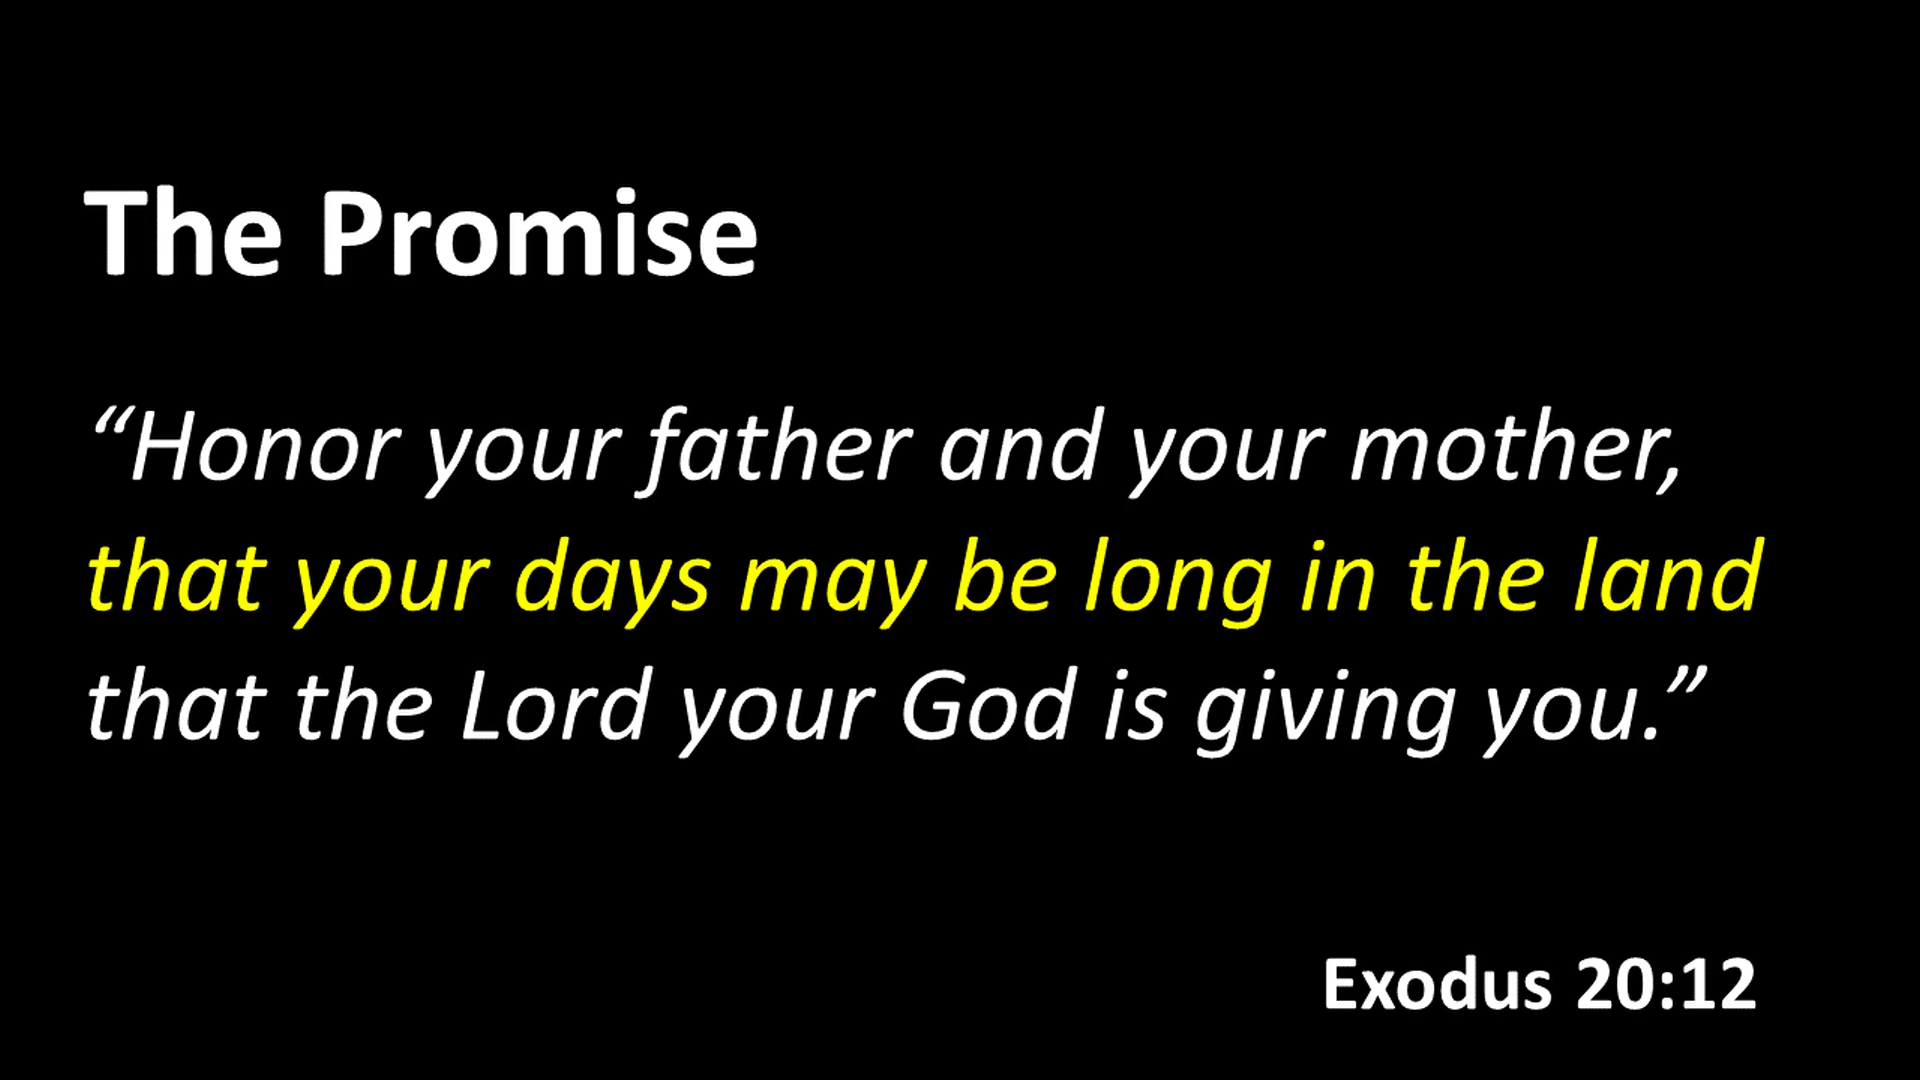 The Promise
“Honor your father and your mother,
that your days may be long in the land
that the Lord your God is giving you.”
Exodus 20:12